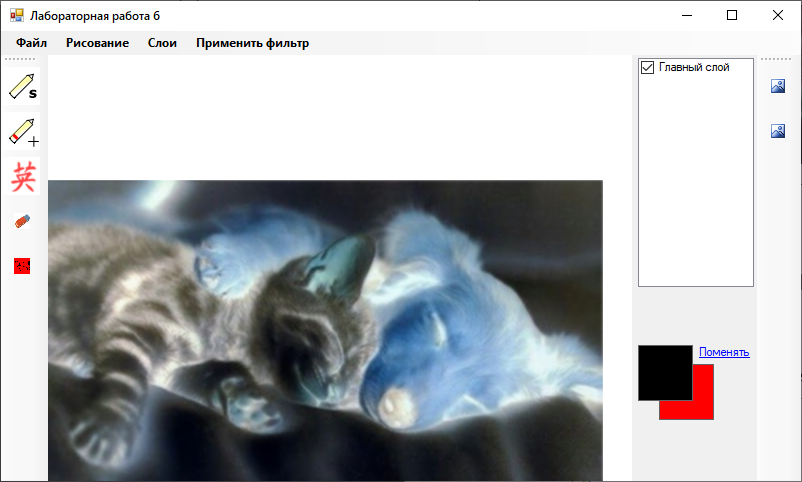 Лабораторная работа 6
Файл Рисование Слои Применить фильтр
s
英
Главный слой
Поменять